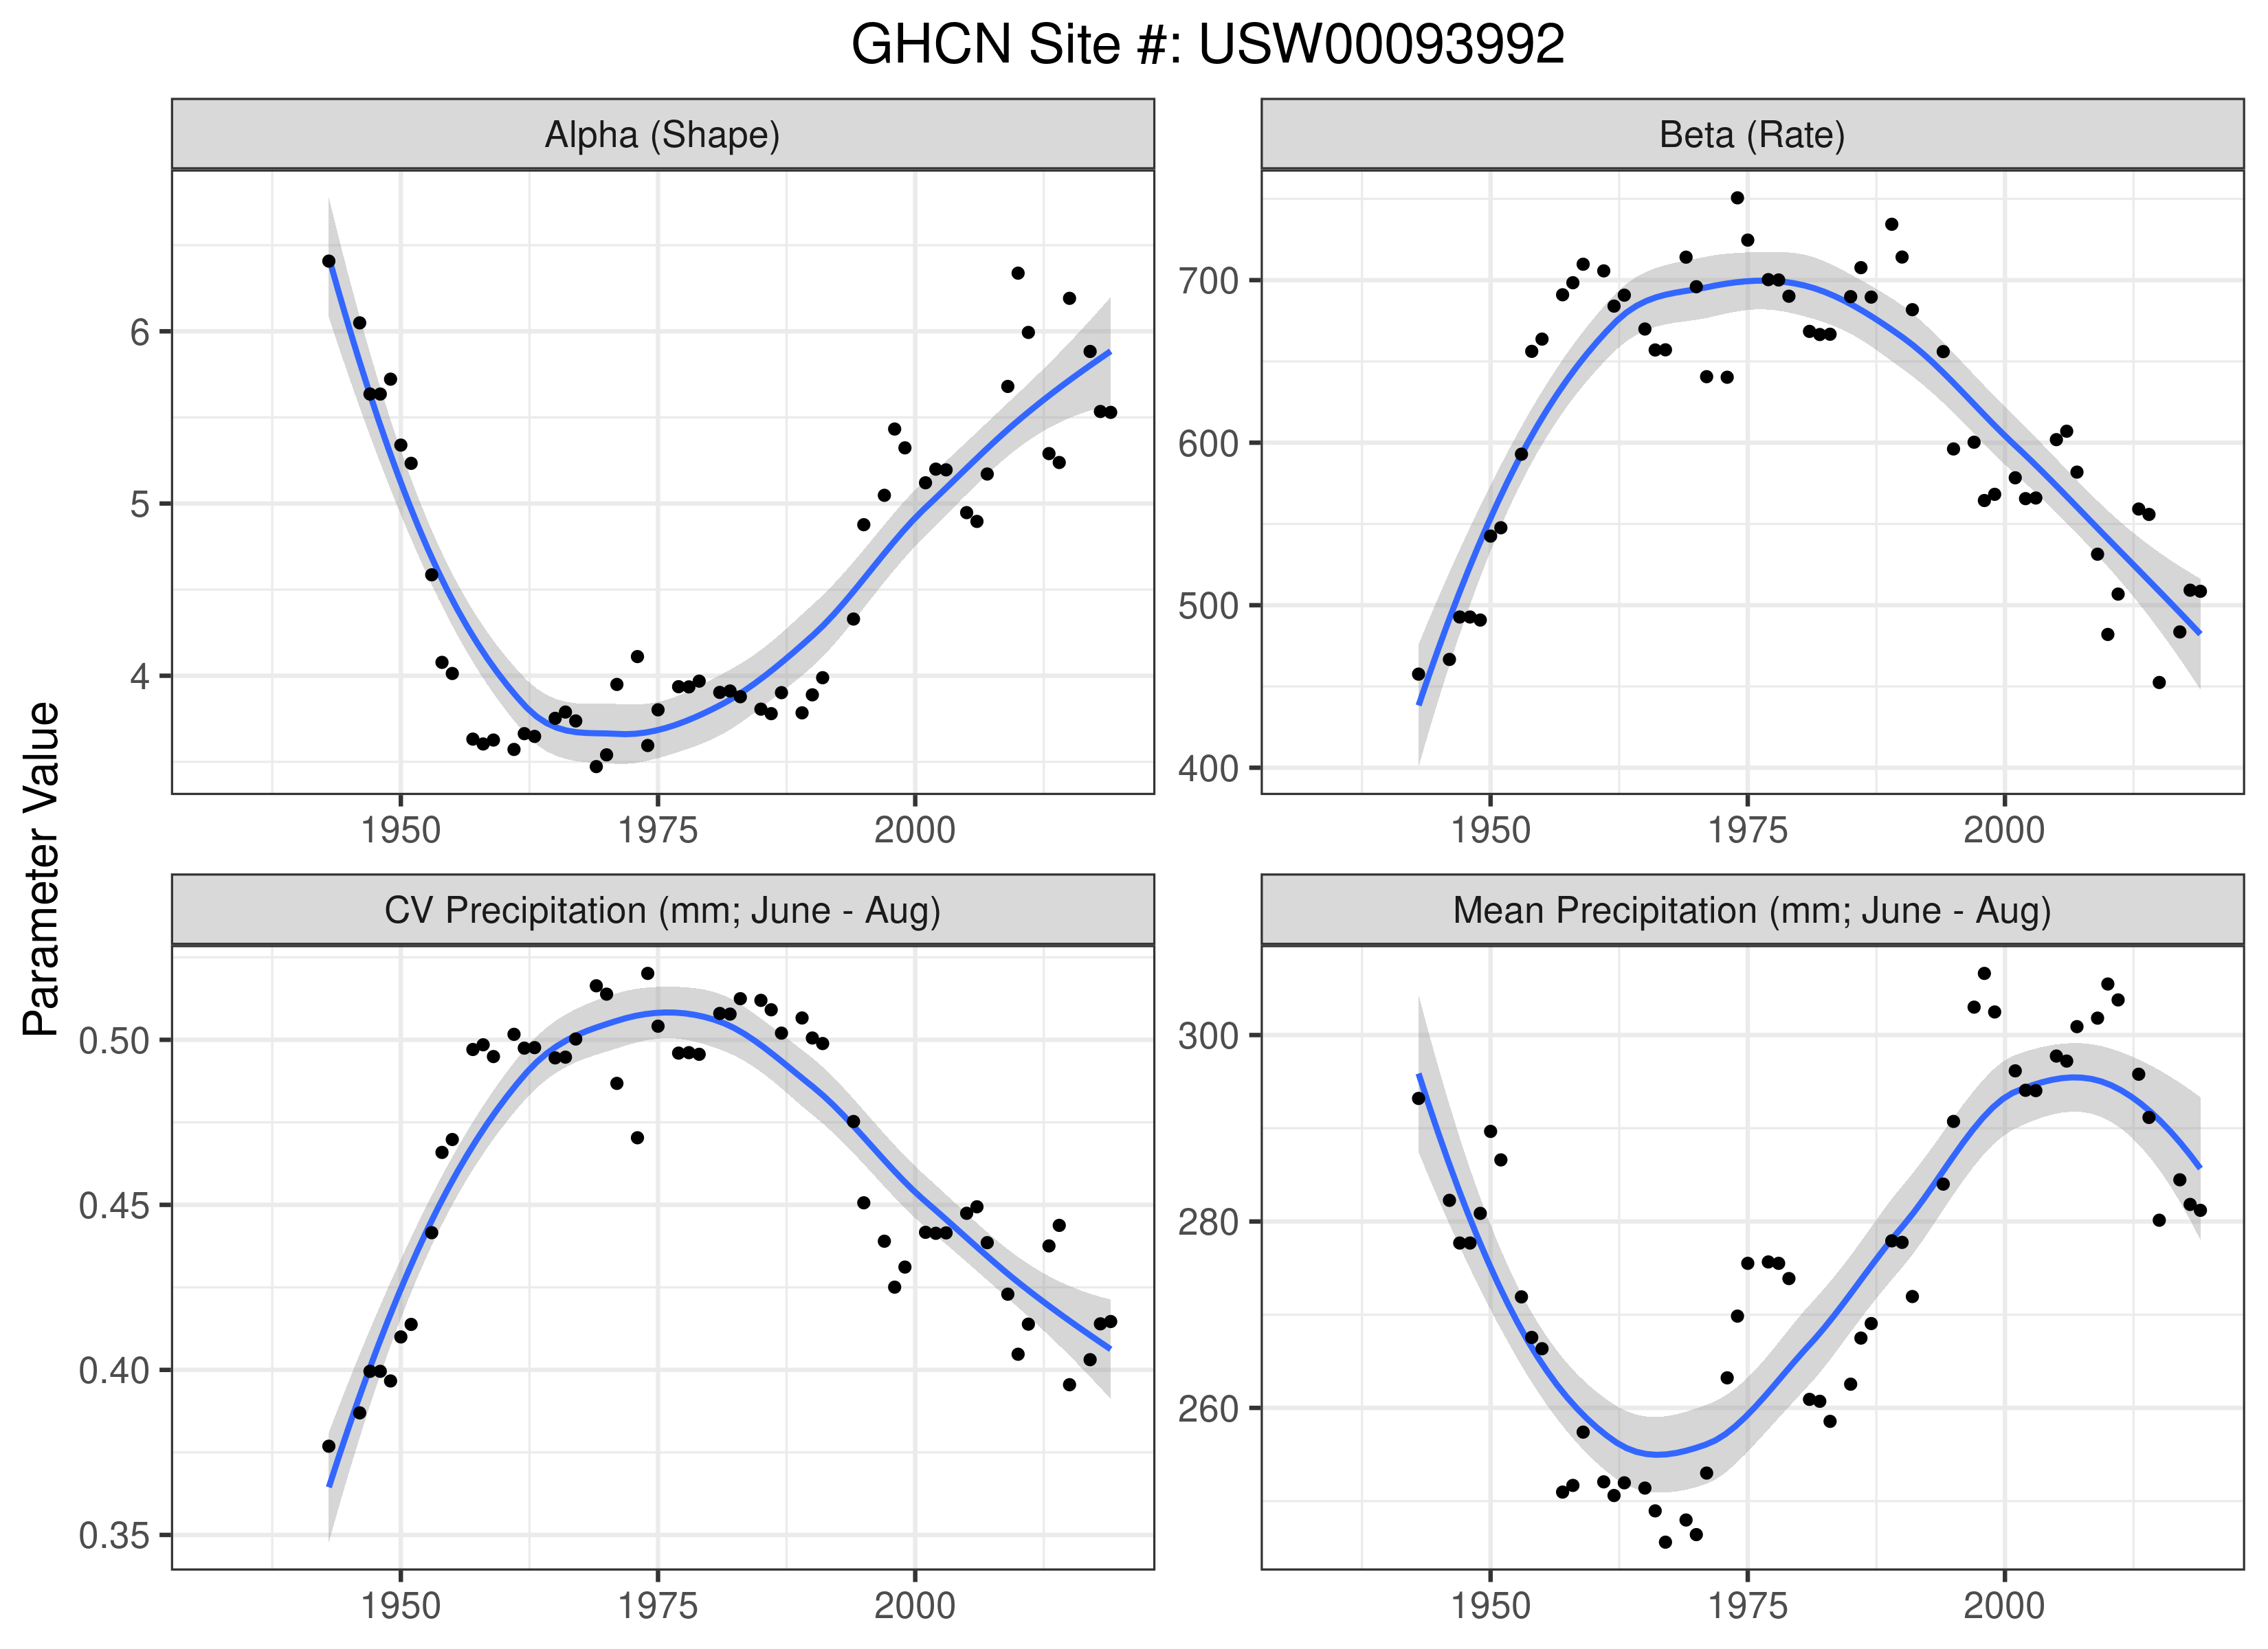 GHCN Site #: USW00093992
Parameter Value
Alpha (Shape)
6
5
4
1950 1975 2000
Beta (Rate)
700
600
500
400
1950 1975 2000
CV Precipitation (mm; June - Aug)
0.50
0.45
0.40
0.35
1950 1975 2000
Mean Precipitation (mm; June - Aug)
300
280
260
1950 1975 2000